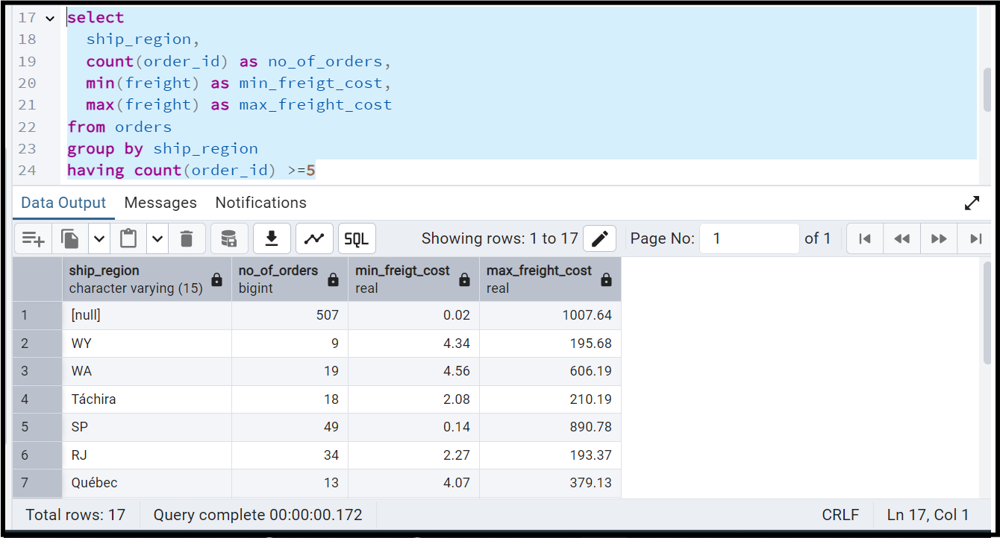 17 select
18 ship_region,
19 count(order_id) as no_of_orders,
20 min(freight) as min_freigt_cost,
21 max(freight) as max_freight_cost
22 from orders
23 group by ship_region
24 having count(order_id) >=5
Data Output Messages Notifications
SQL Showing rows: 1 to 17 Page No: 1 of 1
ship_region no_of_orders min_freigt_cost max_freight_cost
character varying (15) bigint real real
1 [null] 507 0.02 1007.64
2 WY 9 4.34 195.68
3 WA 19 4.56 606.19
4 Táchira 18 2.08 210.19
5 SP 49 0.14 890.78
6 RJ 34 2.27 193.37
7 Québec 13 4.07 379.13
Total rows: 17 Query complete 00:00:00.172 CRLF Ln 17, Col 1